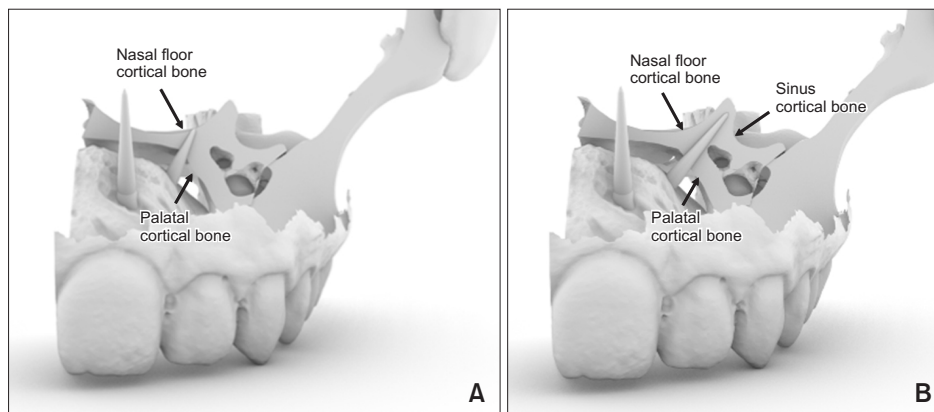 Nasal floor
cortical bone
Palatal
cortical bone
A
Nasal floor
cortical bone
Sinus
cortical bone
Palatal
cortical bone
B